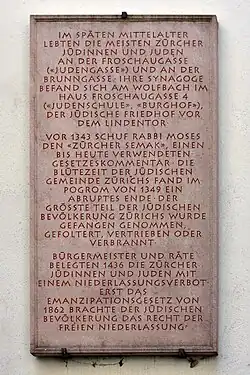 IM SPÄTEN MITTELALTER
LEBTEN DIE MEISTEN ZÜRCHER
JÜDINNEN UND JUDEN
AN DER FROSCHAUGASSE
(«JUDENGASSE») UND AN DER
BRUNNGASSE; IHRE SYNAGOGE
BEFAND SICH AM WOLFBACH IM
HAUS FROSCHAUGASSE 4
(«JUDENSCHULE», «BURGHOF»),
DER JÜDISCHE FRIEDHOF VOR
DEM LINDENTOR
VOR 1343 SCHUF RABBI MOSES
DEN «ZÜRCHER SEMAK», EINEN
BIS HEUTE VERWENDETEN
GESETZESKOMMENTAR. DIE
BLÜTEZEIT DER JÜDISCHEN
GEMEINDE ZÜRICHS FAND IM
POGROM VON 1349 EIN
ABRUPTES ENDE. DER
GRÖSSTE TEIL DER JÜDISCHEN
BEVÖLKERUNG ZÜRICHS WURDE
GEFANGEN GENOMMEN,
GEFOLTERT, VERTRIEBEN ODER
VERBRANNT
BÜRGERMEISTER UND RÄTE
BELEGTEN 1436 DIE ZÜRCHER
JÜDINNEN UND JUDEN MIT
EINEM NIEDERLASSUNGSVERBOT.
ERST DAS
EMANZIPATIONSGESETZ VON
1862 BRACHTE DER JÜDISCHEN
BEVÖLKERUNG DAS RECHT DER
FREIEN NIEDERLASSUNG